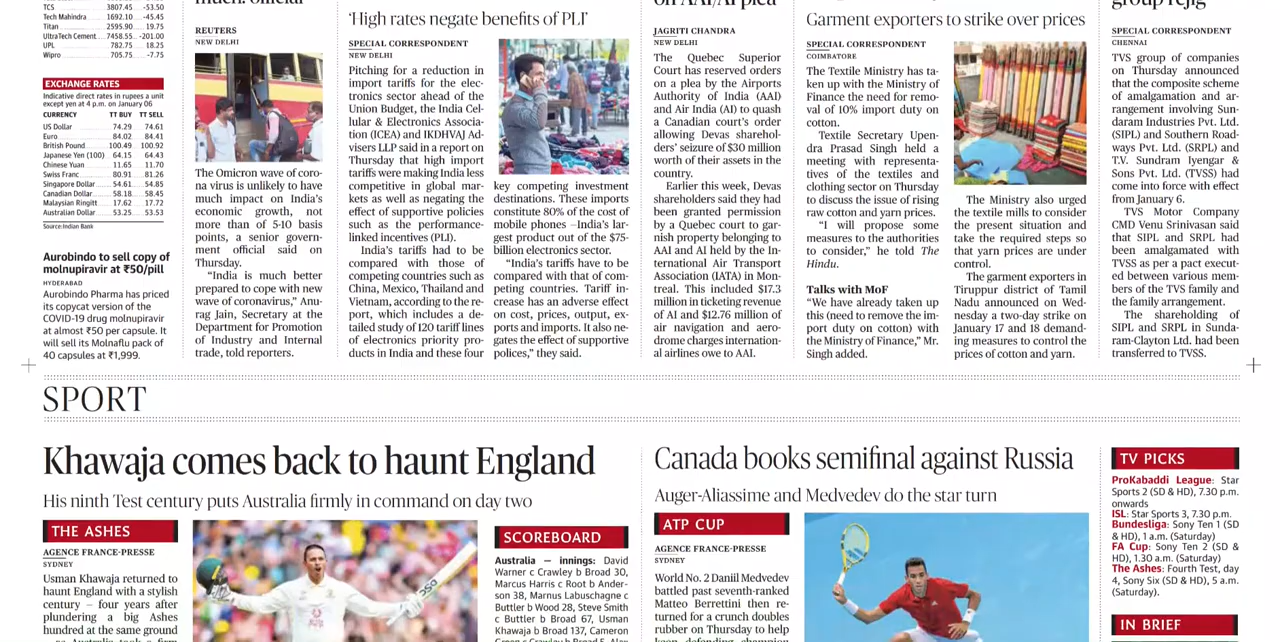 TCS 3807.45 -53.50
Tech Mahindra 1692.10 -45.45
Titan 2595.90 19.75
UltraTech Cement 7458.55 -201.00
UPL 782.75 18.25
Wipro 705.75 -7.75
EXCHANGE RATES
Indicative direct rates in rupees a unit
except yen at 4 p.m. on January 06
CURRENCY TT BUY TT SELL
US Dollar 74.29 74.61
Euro 84.02 84.41
British Pound 100.49 100.92
Japanese Yen (100) 64.15 64.43
Chinese Yuan 11.65 11.70
Swiss Franc 80.91 81.26
Singapore Dollar 54.61 54.85
Canadian Dollar 58.18 58.45
Malaysian Ringitt 17.62 17.72
Australian Dollar 53.25 53.53
Source:Indian Bank
Aurobindo to sell copy of
molnupiravir at ₹50/pill
HYDERABAD
Aurobindo Pharma has priced
its copycat version of the
COVID-19 drug molnupiravir
at almost ₹50 per capsule. It
will sell its Molnaflu pack of
40 capsules at ₹1,999.
much: official
REUTERS
NEW DELHI
The Omicron wave of coro-
na virus is unlikely to have
much impact on India's
economic growth, not
more than of 5-10 basis
points, a senior govern-
ment official said on
Thursday.
"India is much better
prepared to cope with new
wave of coronavirus," Anu-
rag Jain, Secretary at the
Department for Promotion
of Industry and Internal
trade, told reporters.
'High rates negate benefits of PLI'
SPECIAL CORRESPONDENT
NEW DELHI
Pitching for a reduction in
import tariffs for the elec-
tronics sector ahead of the
Union Budget, the India Cel-
lular & Electronics Associa-
tion (ICEA) and IKDHVAJ Ad-
visers LLP said in a report on
Thursday that high import
tariffs were making India less
competitive in global mar-
kets as well as negating the
effect of supportive policies
such as the performance-
linked incentives (PLI).
India's tariffs had to be
compared with those of
competing countries such as
China, Mexico, Thailand and
Vietnam, according to the re-
port, which includes a de-
tailed study of 120 tariff lines
of electronics priority pro-
ducts in India and these four
key competing investment
destinations. These imports
constitute 80% of the cost of
mobile phones –India's lar-
gest product out of the $75-
billion electronics sector.
"India's tariffs have to be
compared with that of com-
peting countries. Tariff in-
crease has an adverse effect
on cost, prices, output, ex-
ports and imports. It also ne-
gates the effect of supportive
polices," they said.
on AAI/AI plea
JAGRITI CHANDRA
NEW DELHI
The Quebec Superior
Court has reserved orders
on a plea by the Airports
Authority of India (AAI)
and Air India (AI) to quash
a Canadian court's order
allowing Devas sharehol-
ders' seizure of $30 million
worth of their assets in the
country.
Earlier this week, Devas
shareholders said they had
been granted permission
by a Quebec court to gar-
nish property belonging to
AAI and AI held by the In-
ternational Air Transport
Association (IATA) in Mon-
treal. This included $17.3
million in ticketing revenue
of AI and $12.76 million of
air navigation and aero-
drome charges internation-
al airlines owe to AAI.
Garment exporters to strike over prices
SPECIAL CORRESPONDENT
COIMBATORE
The Textile Ministry has ta-
ken up with the Ministry of
Finance the need for remo-
val of 10% import duty on
cotton.
Textile Secretary Upen-
dra Prasad Singh held a
meeting with representa-
tives of the textiles and
clothing sector on Thursday
to discuss the issue of rising
raw cotton and yarn prices.
"I will propose some
measures to the authorities
to consider," he told The
Hindu.
Talks with MoF
"We have already taken up
this (need to remove the im-
port duty on cotton) with
the Ministry of Finance," Mr.
Singh added.
The Ministry also urged
the textile mills to consider
the present situation and
take the required steps so
that yarn prices are under
control.
The garment exporters in
Tiruppur district of Tamil
Nadu announced on Wed-
nesday a two-day strike on
January 17 and 18 demand-
ing measures to control the
prices of cotton and yarn.
group rejig
SPECIAL CORRESPONDENT
CHENNAI
TVS group of companies
on Thursday announced
that the composite scheme
of amalgamation and ar-
rangement involving Sun-
daram Industries Pvt. Ltd.
(SIPL) and Southern Road-
ways Pvt. Ltd. (SRPL) and
T.V. Sundram Iyengar &
Sons Pvt. Ltd. (TVSS) had
come into force with effect
from January 6.
TVS Motor Company
CMD Venu Srinivasan said
that SIPL and SRPL had
been amalgamated with
TVSS as per a pact execut-
ed between various mem-
bers of the TVS family and
the family arrangement.
The shareholding of
SIPL and SRPL in Sunda-
ram-Clayton Ltd. had been
transferred to TVSS.
SPORT
Khawaja comes back to haunt England
His ninth Test century puts Australia firmly in command on day two
THE ASHES
AGENCE FRANCE-PRESSE
SYDNEY
Usman Khawaja returned to
haunt England with a stylish
century – four years after
plundering a big Ashes
hundred at the same ground
SCOREBOARD
Australia — innings: David
Warner c Crawley b Broad 30,
Marcus Harris c Root b Ander-
son 38, Marnus Labuschagne c
Buttler b Wood 28, Steve Smith
c Buttler b Broad 67, Usman
Khawaja b Broad 137, Cameron
Canada books semifinal against Russia
Auger-Aliassime and Medvedev do the star turn
ATP CUP
AGENCE FRANCE-PRESSE
SYDNEY
World No. 2 Daniil Medvedev
battled past seventh-ranked
Matteo Berrettini then re-
turned for a crunch doubles
rubber on Thursday to help
TV PICKS
ProKabaddi League: Star
Sports 2 (SD & HD), 7.30 p.m.
onwards
ISL: Star Sports 3, 7.30 p.m.
Bundesliga: Sony Ten 1 (SD
& HD), 1 a.m. (Saturday)
FA Cup: Sony Ten 2 (SD &
HD), 1.30 a.m. (Saturday)
The Ashes: Fourth Test, day
4, Sony Six (SD & HD), 5 a.m.
(Saturday).
IN BRIEF